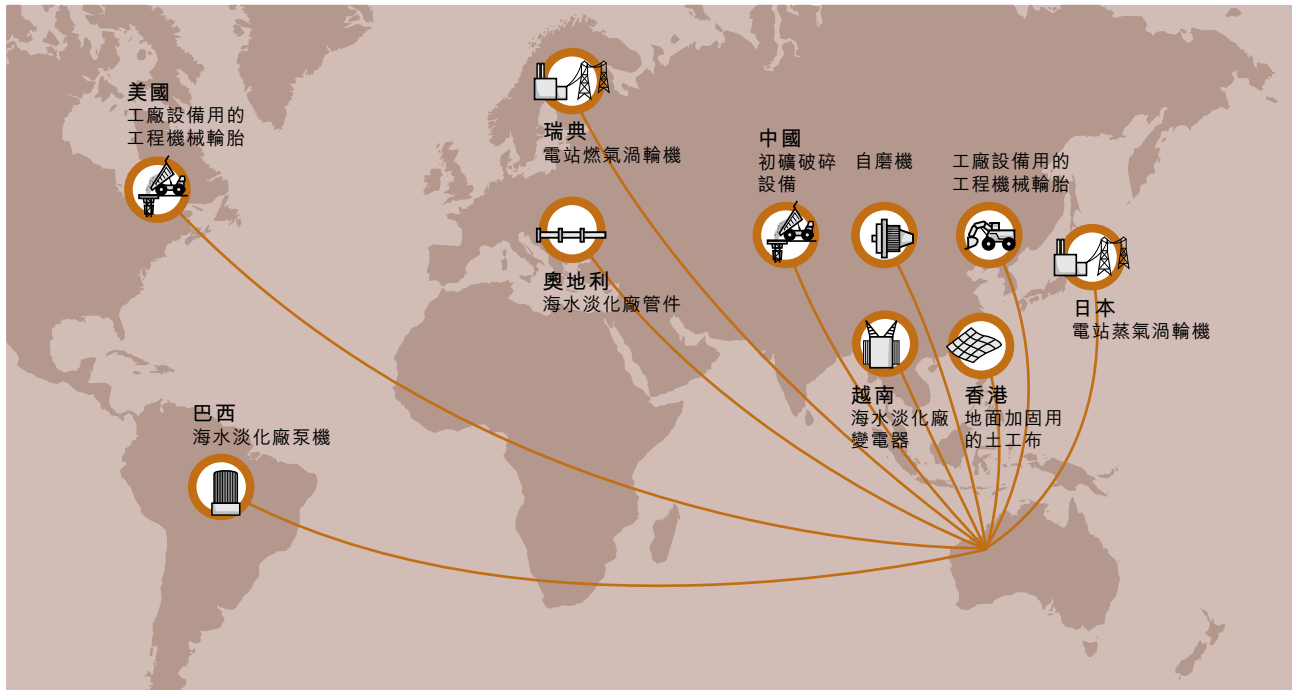 美國
工廠設備用的
工程機械輪胎
瑞典
電站燃氣渦輪機
中國
初礦破碎
設備
自磨機
工廠設備用的
工程機械輪胎
奧地利
海水淡化廠管件
日本
電站蒸氣渦輪機
越南
海水淡化廠
變電器
香港
地面加固用
的土工布
巴西
海水淡化廠泵機